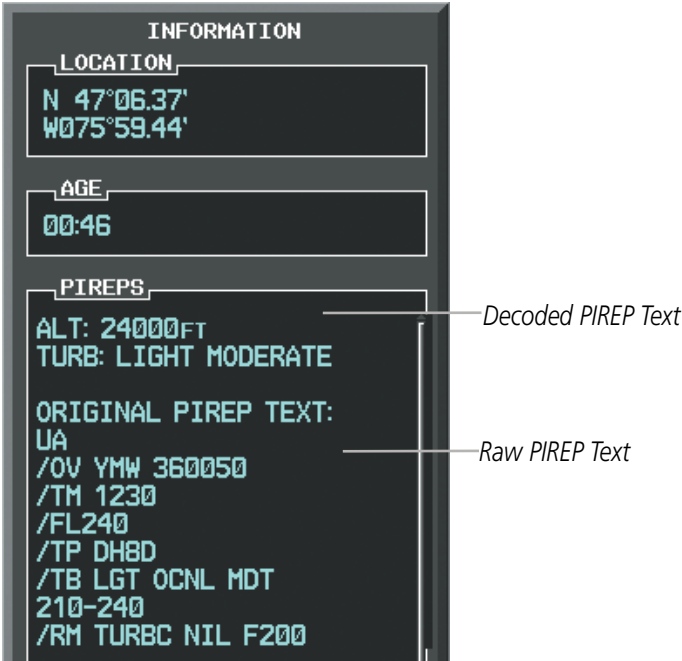 INFORMATION
LOCATION
N 47°06.37'
W075°59.44'
AGE
00:46
PIREPS
ALT: 24000FT
TURB: LIGHT MODERATE
ORIGINAL PIREP TEXT:
UA
/OV YMW 360050
/TM 1230
/FL240
/TP DH8D
/TB LGT OCNL MDT
210-240
/RM TURBC NIL F200
Decoded PIREP Text
Raw PIREP Text